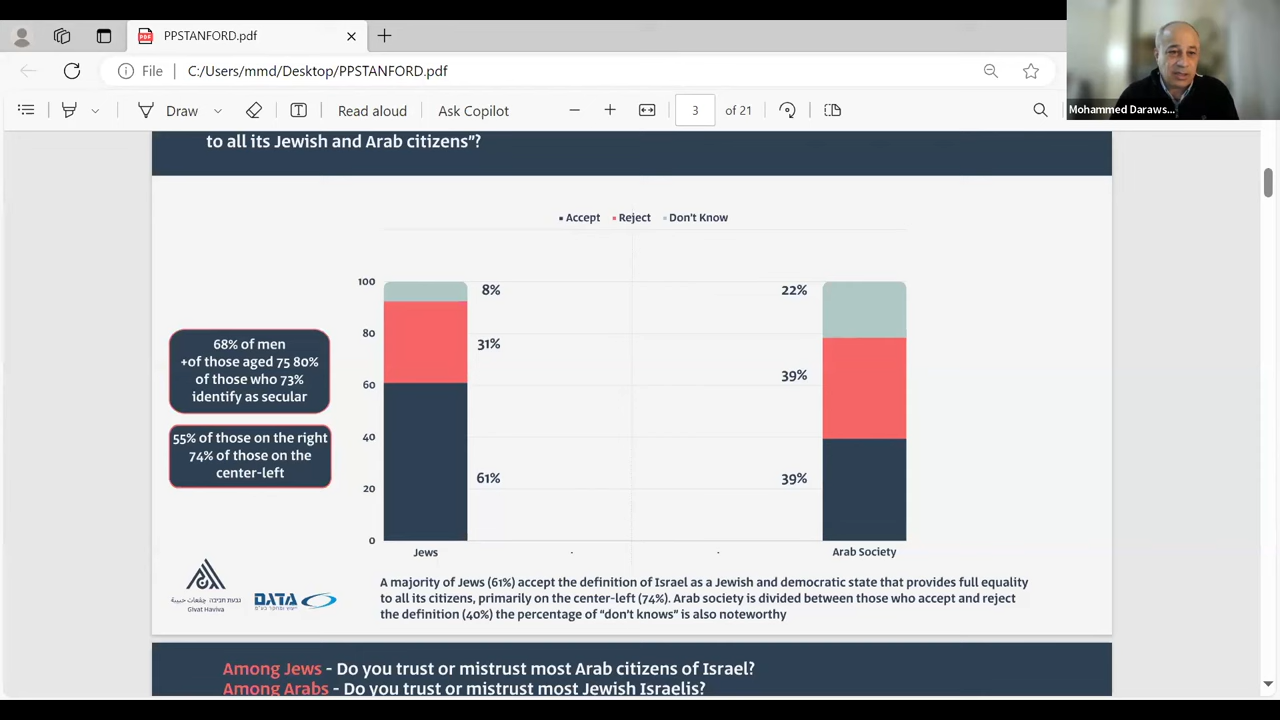 PPSTANFORD.pdf
File C:/Users/mmd/Desktop/PPSTANFORD.pdf
Draw Read aloud Ask Copilot 3 of 21
Mohammed Daraws...
to all its Jewish and Arab citizens"?
Accept Reject Don't Know
100
80
60
40
20
0
8%
31%
61%
22%
39%
39%
Jews
Arab Society
68% of men
+of those aged 75 80%
of those who 73%
identify as secular
55% of those on the right
74% of those on the
center-left
גבעת חביבה جفعات حبيبة
Givat Haviva
DATA
A majority of Jews (61%) accept the definition of Israel as a Jewish and democratic state that provides full equality
to all its citizens, primarily on the center-left (74%). Arab society is divided between those who accept and reject
the definition (40%) the percentage of "don't knows" is also noteworthy
Among Jews - Do you trust or mistrust most Arab citizens of Israel?
Among Arabs - Do you trust or mistrust most Jewish Israelis?